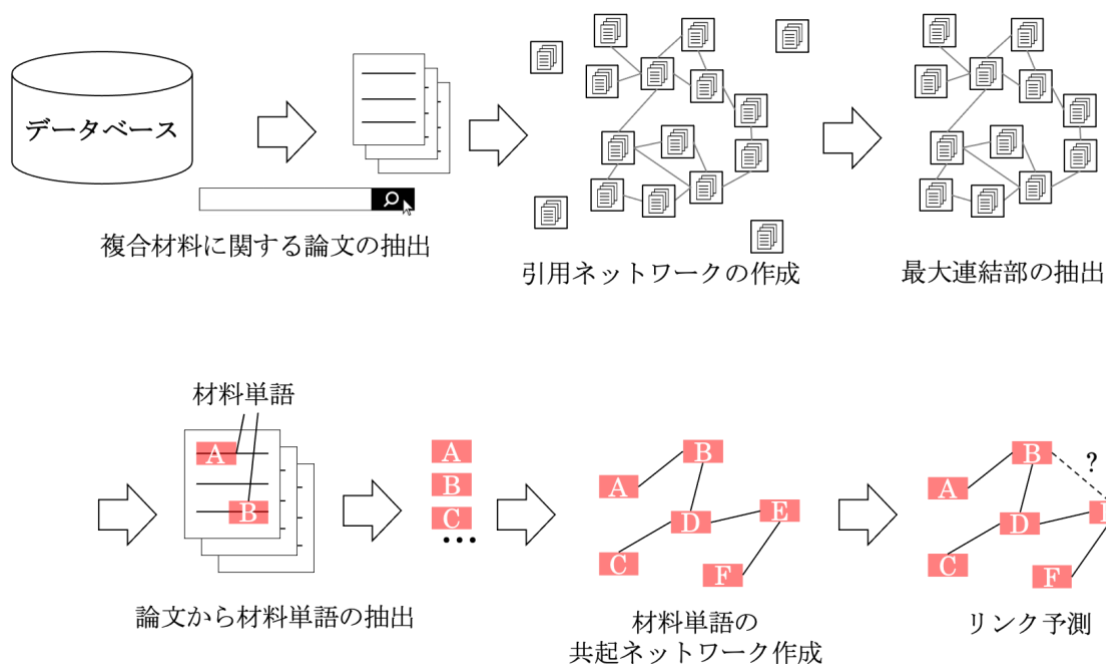 データベース
複合材料に関する論文の抽出
引用ネットワークの作成
最大連結部の抽出
材料単語
A
B
A
B
C
•••
論文から材料単語の抽出
A
B
C
D
E
F
材料単語の
共起ネットワーク作成
A
B
?
C
D
F
リンク予測